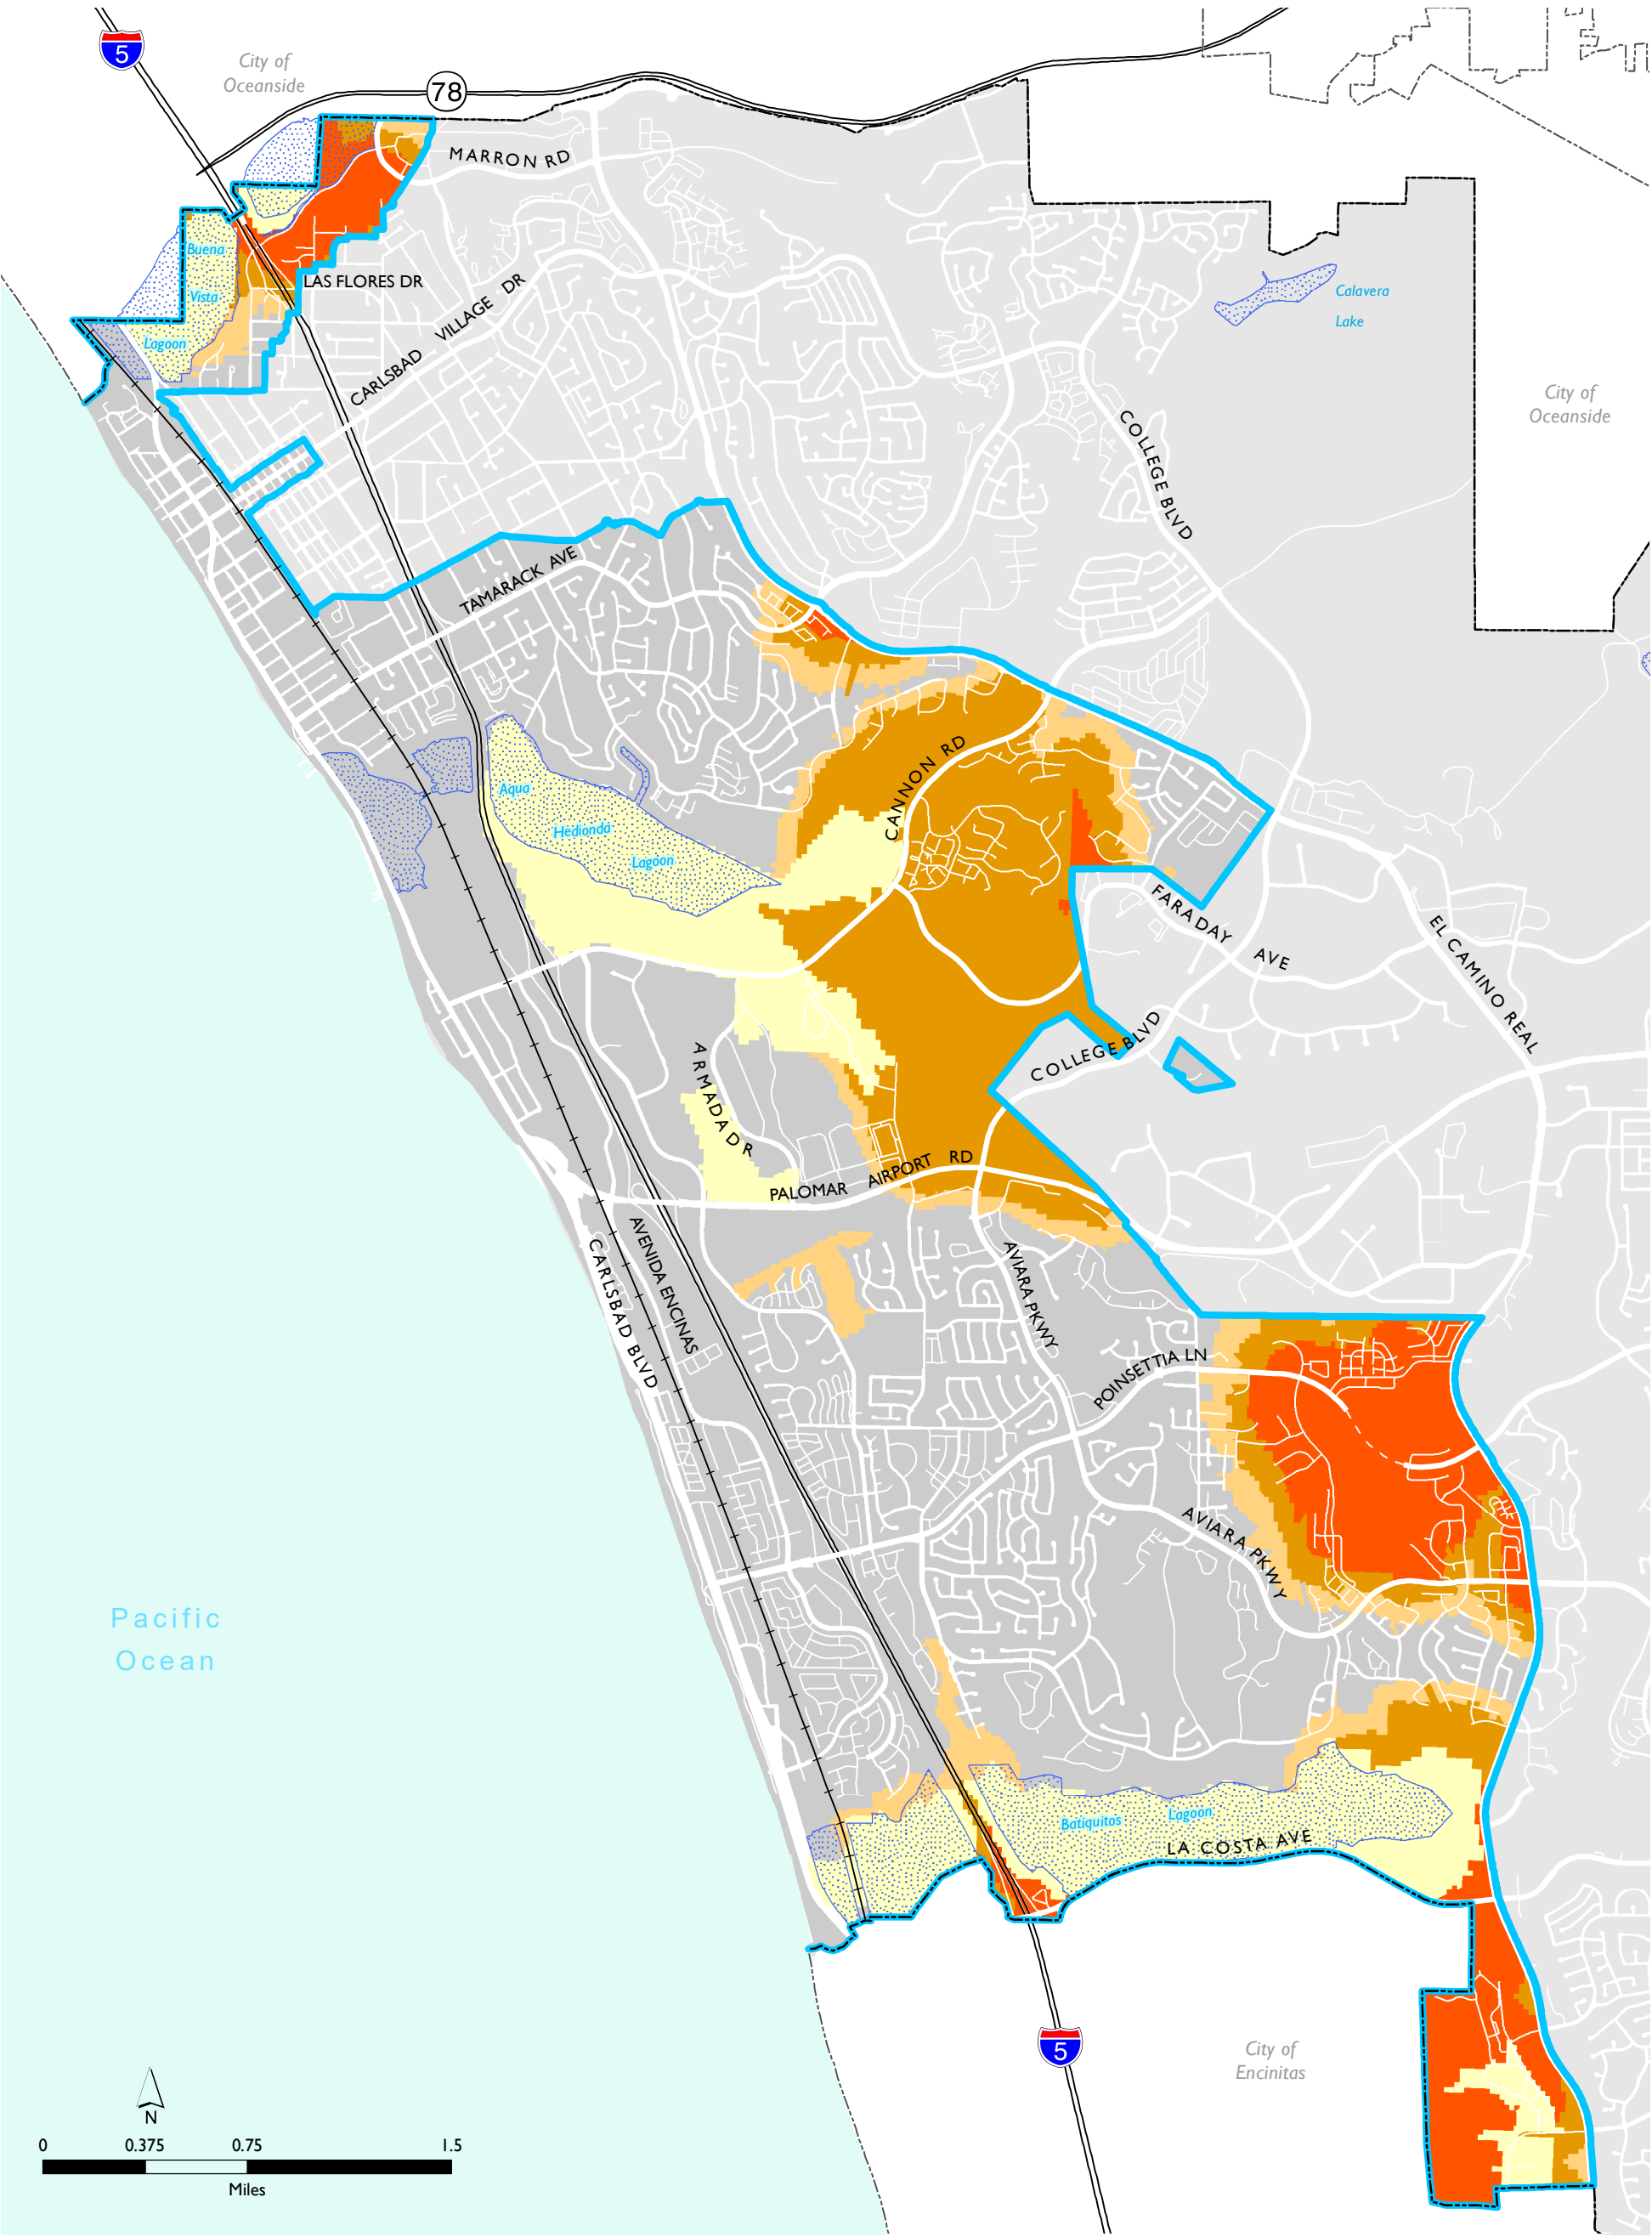 5
City of
Oceanside
78
MARRON RD
Buena
Vista
Lagoon
LAS FLORES DR
CARLSBAD VILLAGE DR
Calavera
Lake
City of
Oceanside
COLLEGE BLVD
TAMARACK AVE
CANNON RD
Aqua
Hedionda
Lagoon
FARADAY AVE
EL CAMINO REAL
COLLEGE BLVD
ARMADA DR
PALOMAR AIRPORT RD
AVENIDA ENCINAS
CARLSBAD BLVD
AVIARA PKWY
POINSETTIA LN
AVIARA PKWY
Pacific
Ocean
Batiquitos Lagoon
LA COSTA AVE
5
City of
Encinitas
N
0 0.375 0.75 1.5
Miles